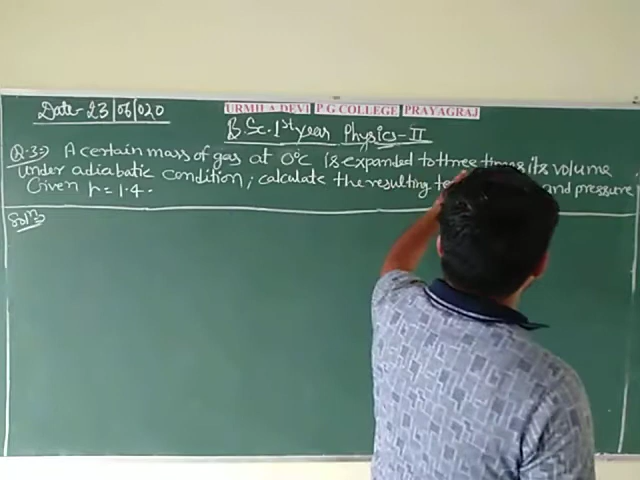 Date- 23/06/020
URMILA DEVI P G COLLEGE PRAYAGRAJ
B.Sc. 1st year Physics-II
Q.3⇒ A certain mass of gas at 0°c is expanded to three times its volume
under adiabatic condition; calculate the resulting and pressure
Given r = 1.4.
Soln